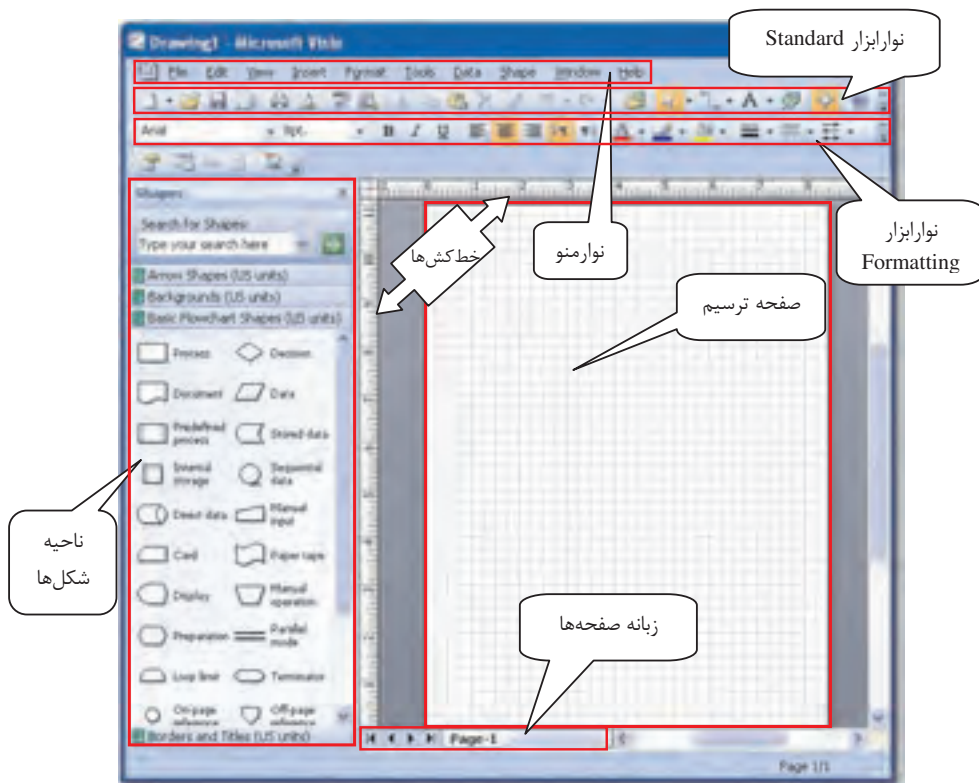 Drawing1 - Microsoft Visio
نوارابزار Standard
File Edit View Insert Format Tools Data Shape Window Help
Arial
8pt.
نوارابزار
Formatting
Shapes
Search for Shapes:
Type your search here
Arrow Shapes (US units)
Backgrounds (US units)
Basic Flowchart Shapes (US units)
خط‌کش‌ها
نوارمنو
صفحه ترسیم
Process
Decision
Document
Data
Predefined process
Stored data
Internal storage
Sequential data
Direct data
Manual input
Card
Paper tape
Display
Manual operation
Preparation
Parallel mode
Loop limit
Terminator
On-page reference
Off-page reference
Borders and Titles (US units)
ناحیه
شکل‌ها
زبانه صفحه‌ها
Page-1
Page 1/1